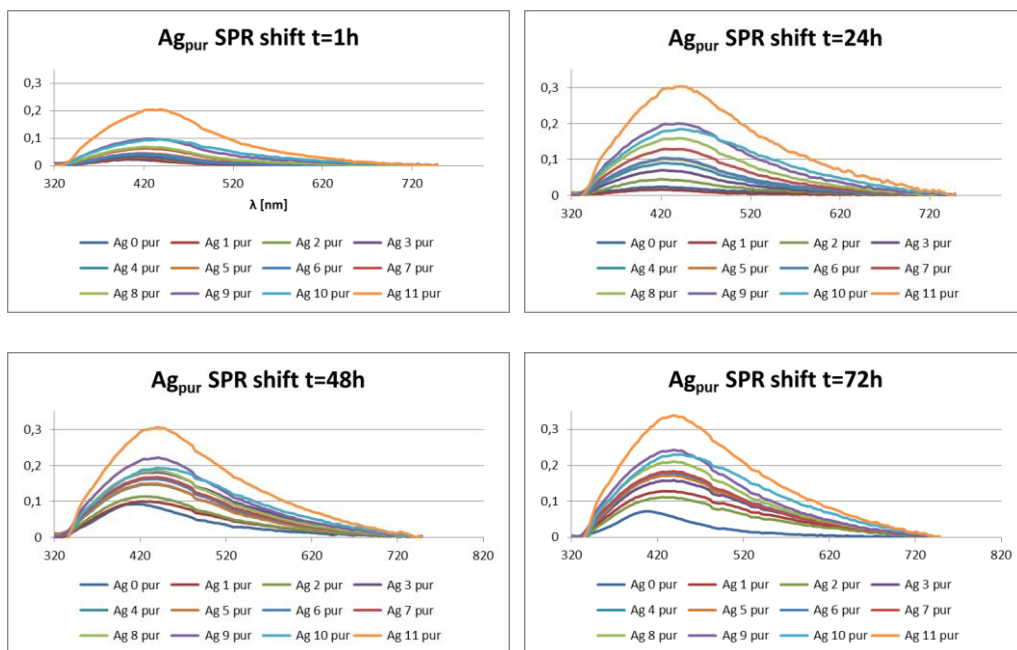 Agpur SPR shift t=1h
0,3
0,2
0,1
0
320 420 520 620 720
λ [nm]
Ag 0 pur Ag 1 pur Ag 2 pur Ag 3 pur
Ag 4 pur Ag 5 pur Ag 6 pur Ag 7 pur
Ag 8 pur Ag 9 pur Ag 10 pur Ag 11 pur
Agpur SPR shift t=24h
0,3
0,2
0,1
0
320 420 520 620 720
Ag 0 pur Ag 1 pur Ag 2 pur Ag 3 pur
Ag 4 pur Ag 5 pur Ag 6 pur Ag 7 pur
Ag 8 pur Ag 9 pur Ag 10 pur Ag 11 pur
Agpur SPR shift t=48h
0,3
0,2
0,1
0
320 420 520 620 720 820
Ag 0 pur Ag 1 pur Ag 2 pur Ag 3 pur
Ag 4 pur Ag 5 pur Ag 6 pur Ag 7 pur
Ag 8 pur Ag 9 pur Ag 10 pur Ag 11 pur
Agpur SPR shift t=72h
0,3
0,2
0,1
0
320 420 520 620 720 820
Ag 0 pur Ag 1 pur Ag 2 pur Ag 3 pur
Ag 4 pur Ag 5 pur Ag 6 pur Ag 7 pur
Ag 8 pur Ag 9 pur Ag 10 pur Ag 11 pur